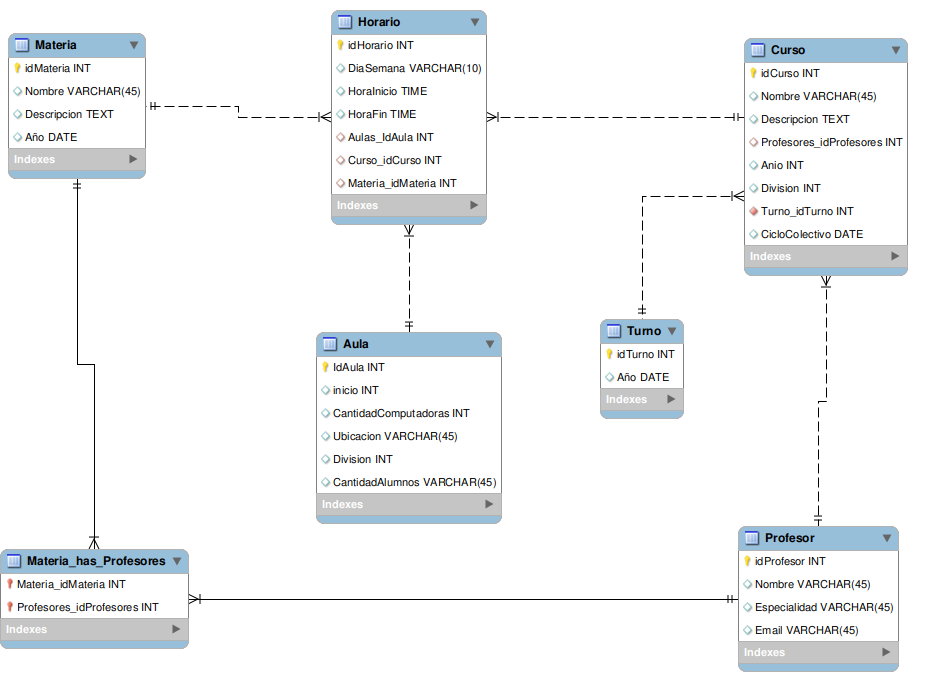 Materia
idMateria INT
Nombre VARCHAR(45)
Descripcion TEXT
Año DATE
Indexes
Horario
idHorario INT
DiaSemana VARCHAR(10)
HoraInicio TIME
HoraFin TIME
Aulas_IdAula INT
Curso_idCurso INT
Materia_idMateria INT
Indexes
Curso
idCurso INT
Nombre VARCHAR(45)
Descripcion TEXT
Profesores_idProfesores INT
Anio INT
Division INT
Turno_idTurno INT
CicloColectivo DATE
Indexes
Aula
IdAula INT
inicio INT
CantidadComputadoras INT
Ubicacion VARCHAR(45)
Division INT
CantidadAlumnos VARCHAR(45)
Indexes
Turno
idTurno INT
Año DATE
Indexes
Materia_has_Profesores
Materia_idMateria INT
Profesores_idProfesores INT
Indexes
Profesor
idProfesor INT
Nombre VARCHAR(45)
Especialidad VARCHAR(45)
Email VARCHAR(45)
Indexes